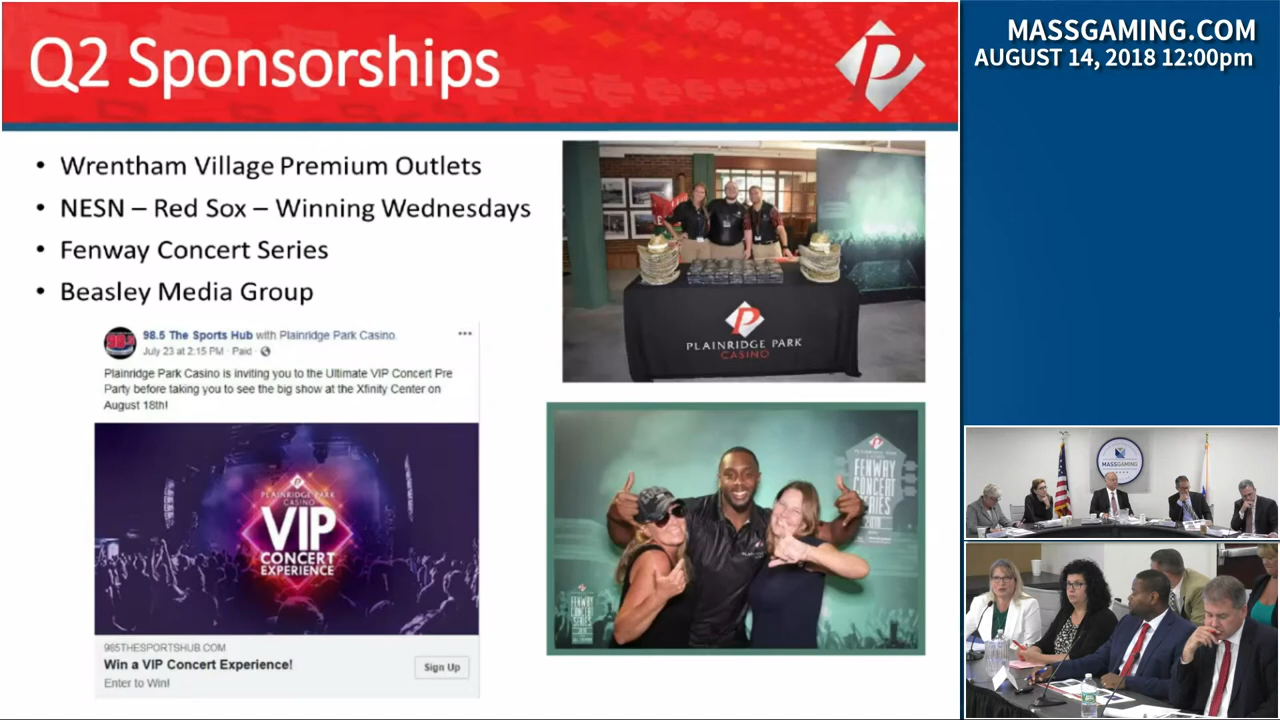 Q2 Sponsorships
P
MASSGAMING.COM
AUGUST 14, 2018 12:00pm
• Wrentham Village Premium Outlets
• NESN – Red Sox – Winning Wednesdays
• Fenway Concert Series
• Beasley Media Group
98.5 The Sports Hub with Plainridge Park Casino.
July 23 at 2:15 PM · Paid ·
Plainridge Park Casino is inviting you to the Ultimate VIP Concert Pre
Party before taking you to see the big show at the Xfinity Center on
August 18th!
PLAINRIDGE PARK
CASINO
VIP
CONCERT
EXPERIENCE
985THESPORTSHUB.COM
Win a VIP Concert Experience!
Enter to Win!
Sign Up
P
PLAINRIDGE PARK
CASINO
FENWAY
CONCERT
SERIES
2018
FENWAY
CONCERT
SERIES
MASSGAMING